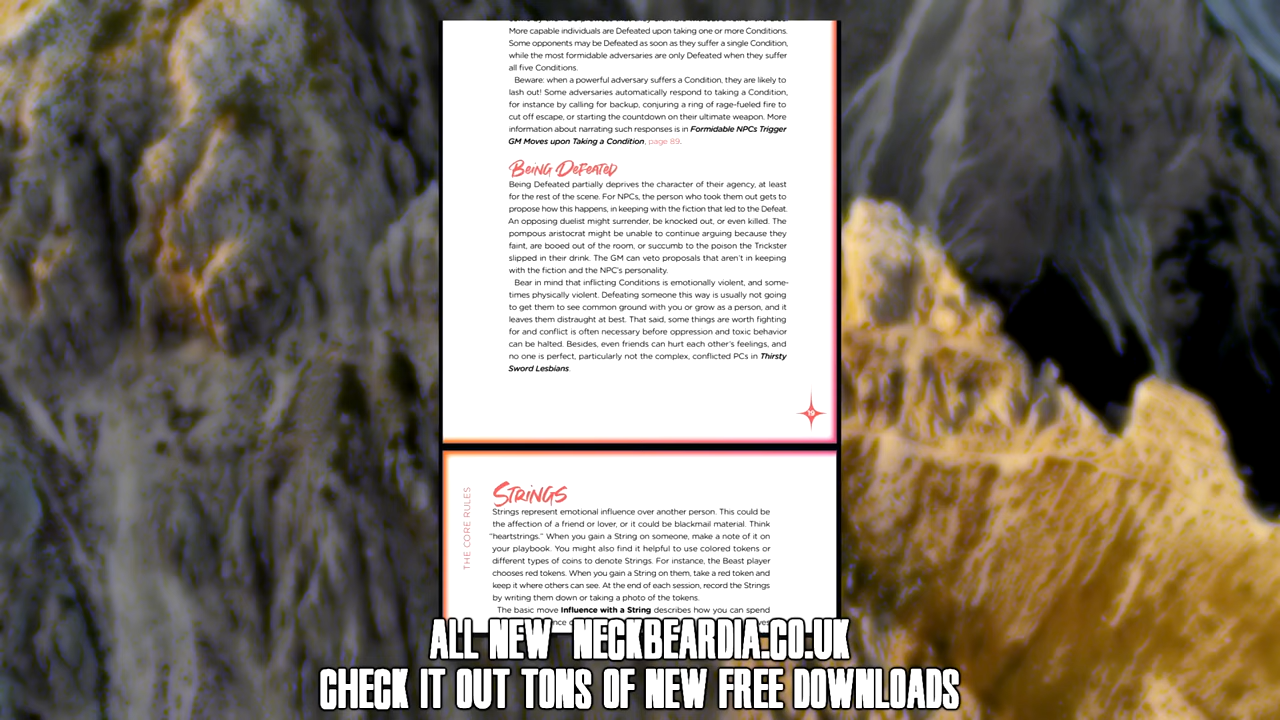 More capable individuals are Defeated upon taking one or more Conditions.
Some opponents may be Defeated as soon as they suffer a single Condition,
while the most formidable adversaries are only Defeated when they suffer
all five Conditions.
Beware: when a powerful adversary suffers a Condition, they are likely to
lash out! Some adversaries automatically respond to taking a Condition,
for instance by calling for backup, conjuring a ring of rage-fueled fire to
cut off escape, or starting the countdown on their ultimate weapon. More
information about narrating such responses is in Formidable NPCs Trigger
GM Moves upon Taking a Condition, page 89.
Being Defeated
Being Defeated partially deprives the character of their agency, at least
for the rest of the scene. For NPCs, the person who took them out gets to
propose how this happens, in keeping with the fiction that led to the Defeat.
An opposing duelist might surrender, be knocked out, or even killed. The
pompous aristocrat might be unable to continue arguing because they
faint, are booed out of the room, or succumb to the poison the Trickster
slipped in their drink. The GM can veto proposals that aren't in keeping
with the fiction and the NPC's personality.
Bear in mind that inflicting Conditions is emotionally violent, and some-
times physically violent. Defeating someone this way is usually not going
to get them to see common ground with you or grow as a person, and it
leaves them distraught at best. That said, some things are worth fighting
for and conflict is often necessary before oppression and toxic behavior
can be halted. Besides, even friends can hurt each other's feelings, and
no one is perfect, particularly not the complex, conflicted PCs in Thirsty
Sword Lesbians.
THE CORE RULES
Strings
Strings represent emotional influence over another person. This could be
the affection of a friend or lover, or it could be blackmail material. Think
"heartstrings." When you gain a String on someone, make a note of it on
your playbook. You might also find it helpful to use colored tokens or
different types of coins to denote Strings. For instance, the Beast player
chooses red tokens. When you gain a String on them, take a red token and
keep it where others can see. At the end of each session, record the Strings
by writing them down or taking a photo of the tokens.
The basic move Influence with a String describes how you can spend
ALL NEW NECKBEARDIA.CO.UK
CHECK IT OUT TONS OF NEW FREE DOWNLOADS